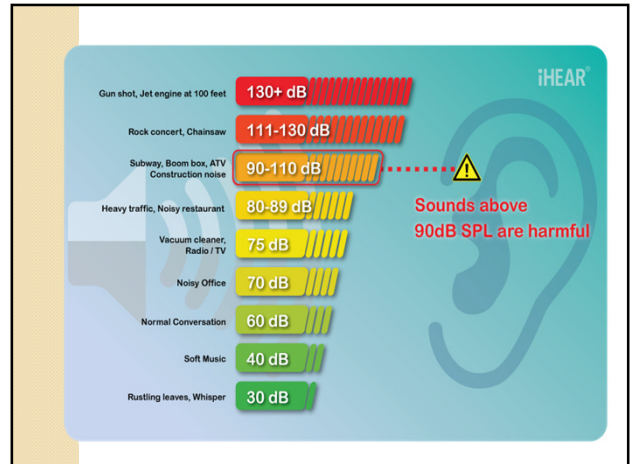 iHEAR®
Gun shot, Jet engine at 100 feet
130+ dB
Rock concert, Chainsaw
111-130 dB
Subway, Boom box, ATV
Construction noise
90-110 dB
Heavy traffic, Noisy restaurant
80-89 dB
Sounds above
90dB SPL are harmful
Vacuum cleaner,
Radio / TV
75 dB
Noisy Office
70 dB
Normal Conversation
60 dB
Soft Music
40 dB
Rustling leaves, Whisper
30 dB